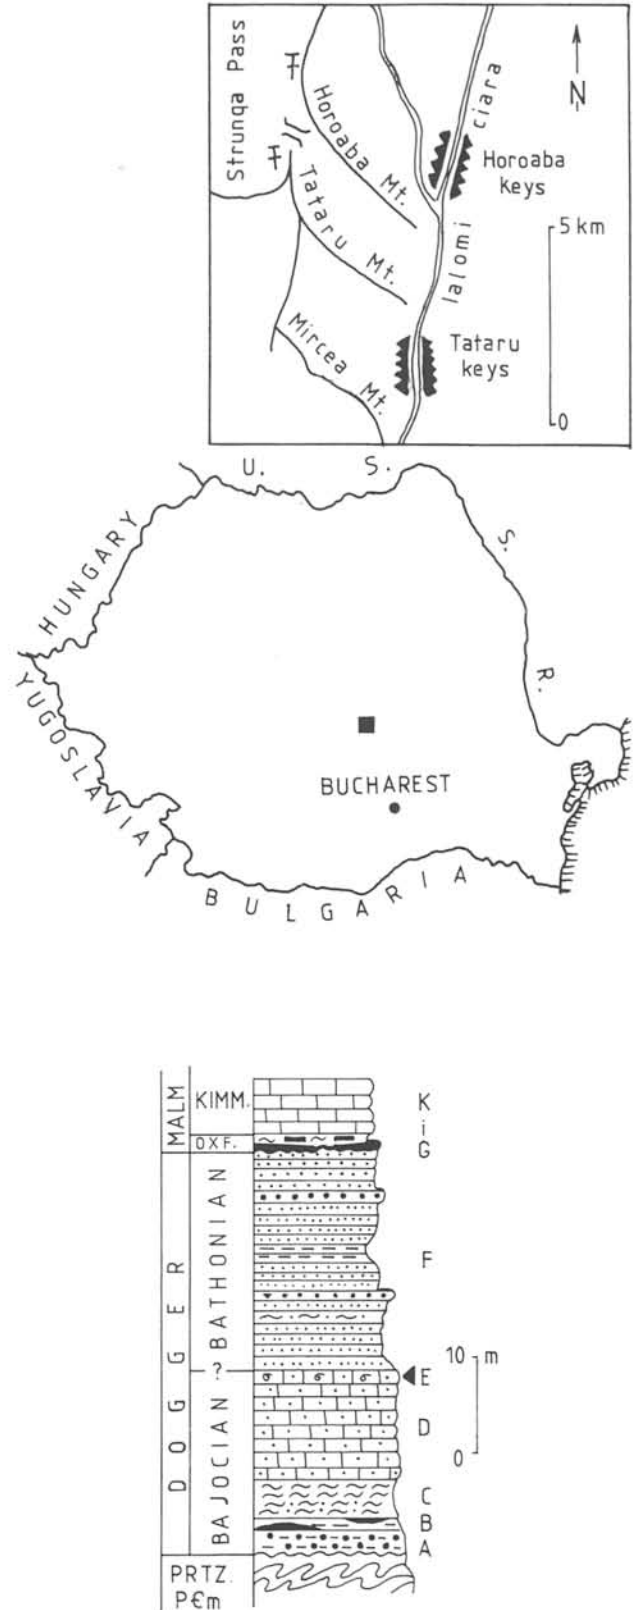 Strunga Pass
Horoaba Mt.
Tataru Mt.
Mircea Mt.
Ialomi
ciara
N
Horoaba
keys
5 km
Tataru
keys
0
U. S. S. R.
HUNGARY
YUGOSLAVIA
BUCHAREST
BULGARIA
MALM
KIMM.
OXF.
DOGGER
BATHONIAN
?
BAJOCIAN
PRTZ.
P€m
K
i
G
F
E
D
C
B
A
10 m
0